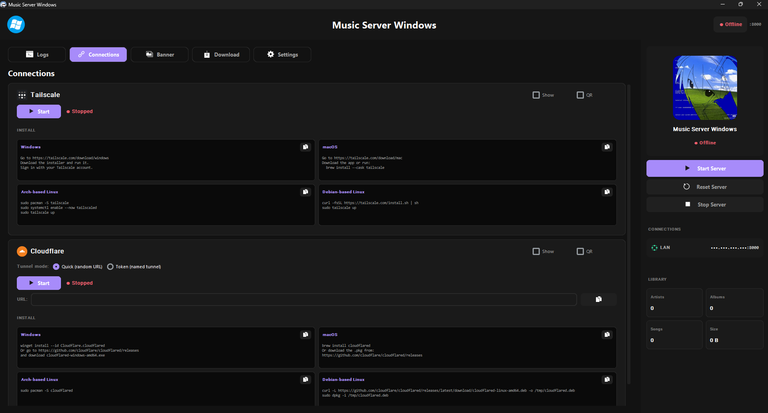 Music Server Windows
Music Server Windows
Offline
:5000
Logs
Connections
Banner
Download
Settings
Connections
Tailscale
Show
QR
Start
Stopped
INSTALL
Windows
Go to https://tailscale.com/download/windows
Download the installer and run it.
Sign in with your Tailscale account.
macOS
Go to https://tailscale.com/download/mac
Download the app or run:
brew install --cask tailscale
Arch-based Linux
sudo pacman -S tailscale
sudo systemctl enable --now tailscaled
sudo tailscale up
Debian-based Linux
curl -fsSL https://tailscale.com/install.sh | sh
sudo tailscale up
Cloudflare
Show
QR
Tunnel mode:
Quick (random URL)
Token (named tunnel)
Start
Stopped
URL:
INSTALL
Windows
winget install --id Cloudflare.cloudflared
Or go to https://github.com/cloudflare/cloudflared/releases
and download cloudflared-windows-amd64.exe
macOS
brew install cloudflared
Or download the .pkg from:
https://github.com/cloudflare/cloudflared/releases
Arch-based Linux
sudo pacman -S cloudflared
Debian-based Linux
curl -L https://github.com/cloudflare/cloudflared/releases/latest/download/cloudflared-linux-amd64.deb -o /tmp/cloudflared.deb
sudo dpkg -i /tmp/cloudflared.deb
Music Server Windows
Offline
Start Server
Reset Server
Stop Server
CONNECTIONS
LAN
•••.•••.•••.•••:5000
LIBRARY
Artists
0
Albums
0
Songs
0
Size
0 B